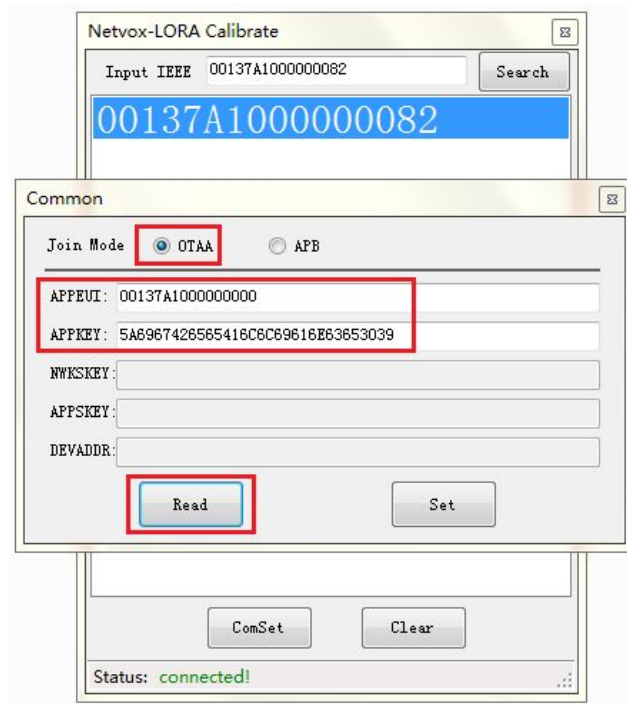 Netvox-LORA Calibrate
Input IEEE 00137A1000000082 Search
00137A1000000082
Common
Join Mode OTAA APB
APPEUI: 00137A1000000000
APPKEY: 5A6967426565416C6C69616E63653039
NWKSKEY:
APPSKEY:
DEVADDR:
Read Set
ComSet Clear
Status: connected!